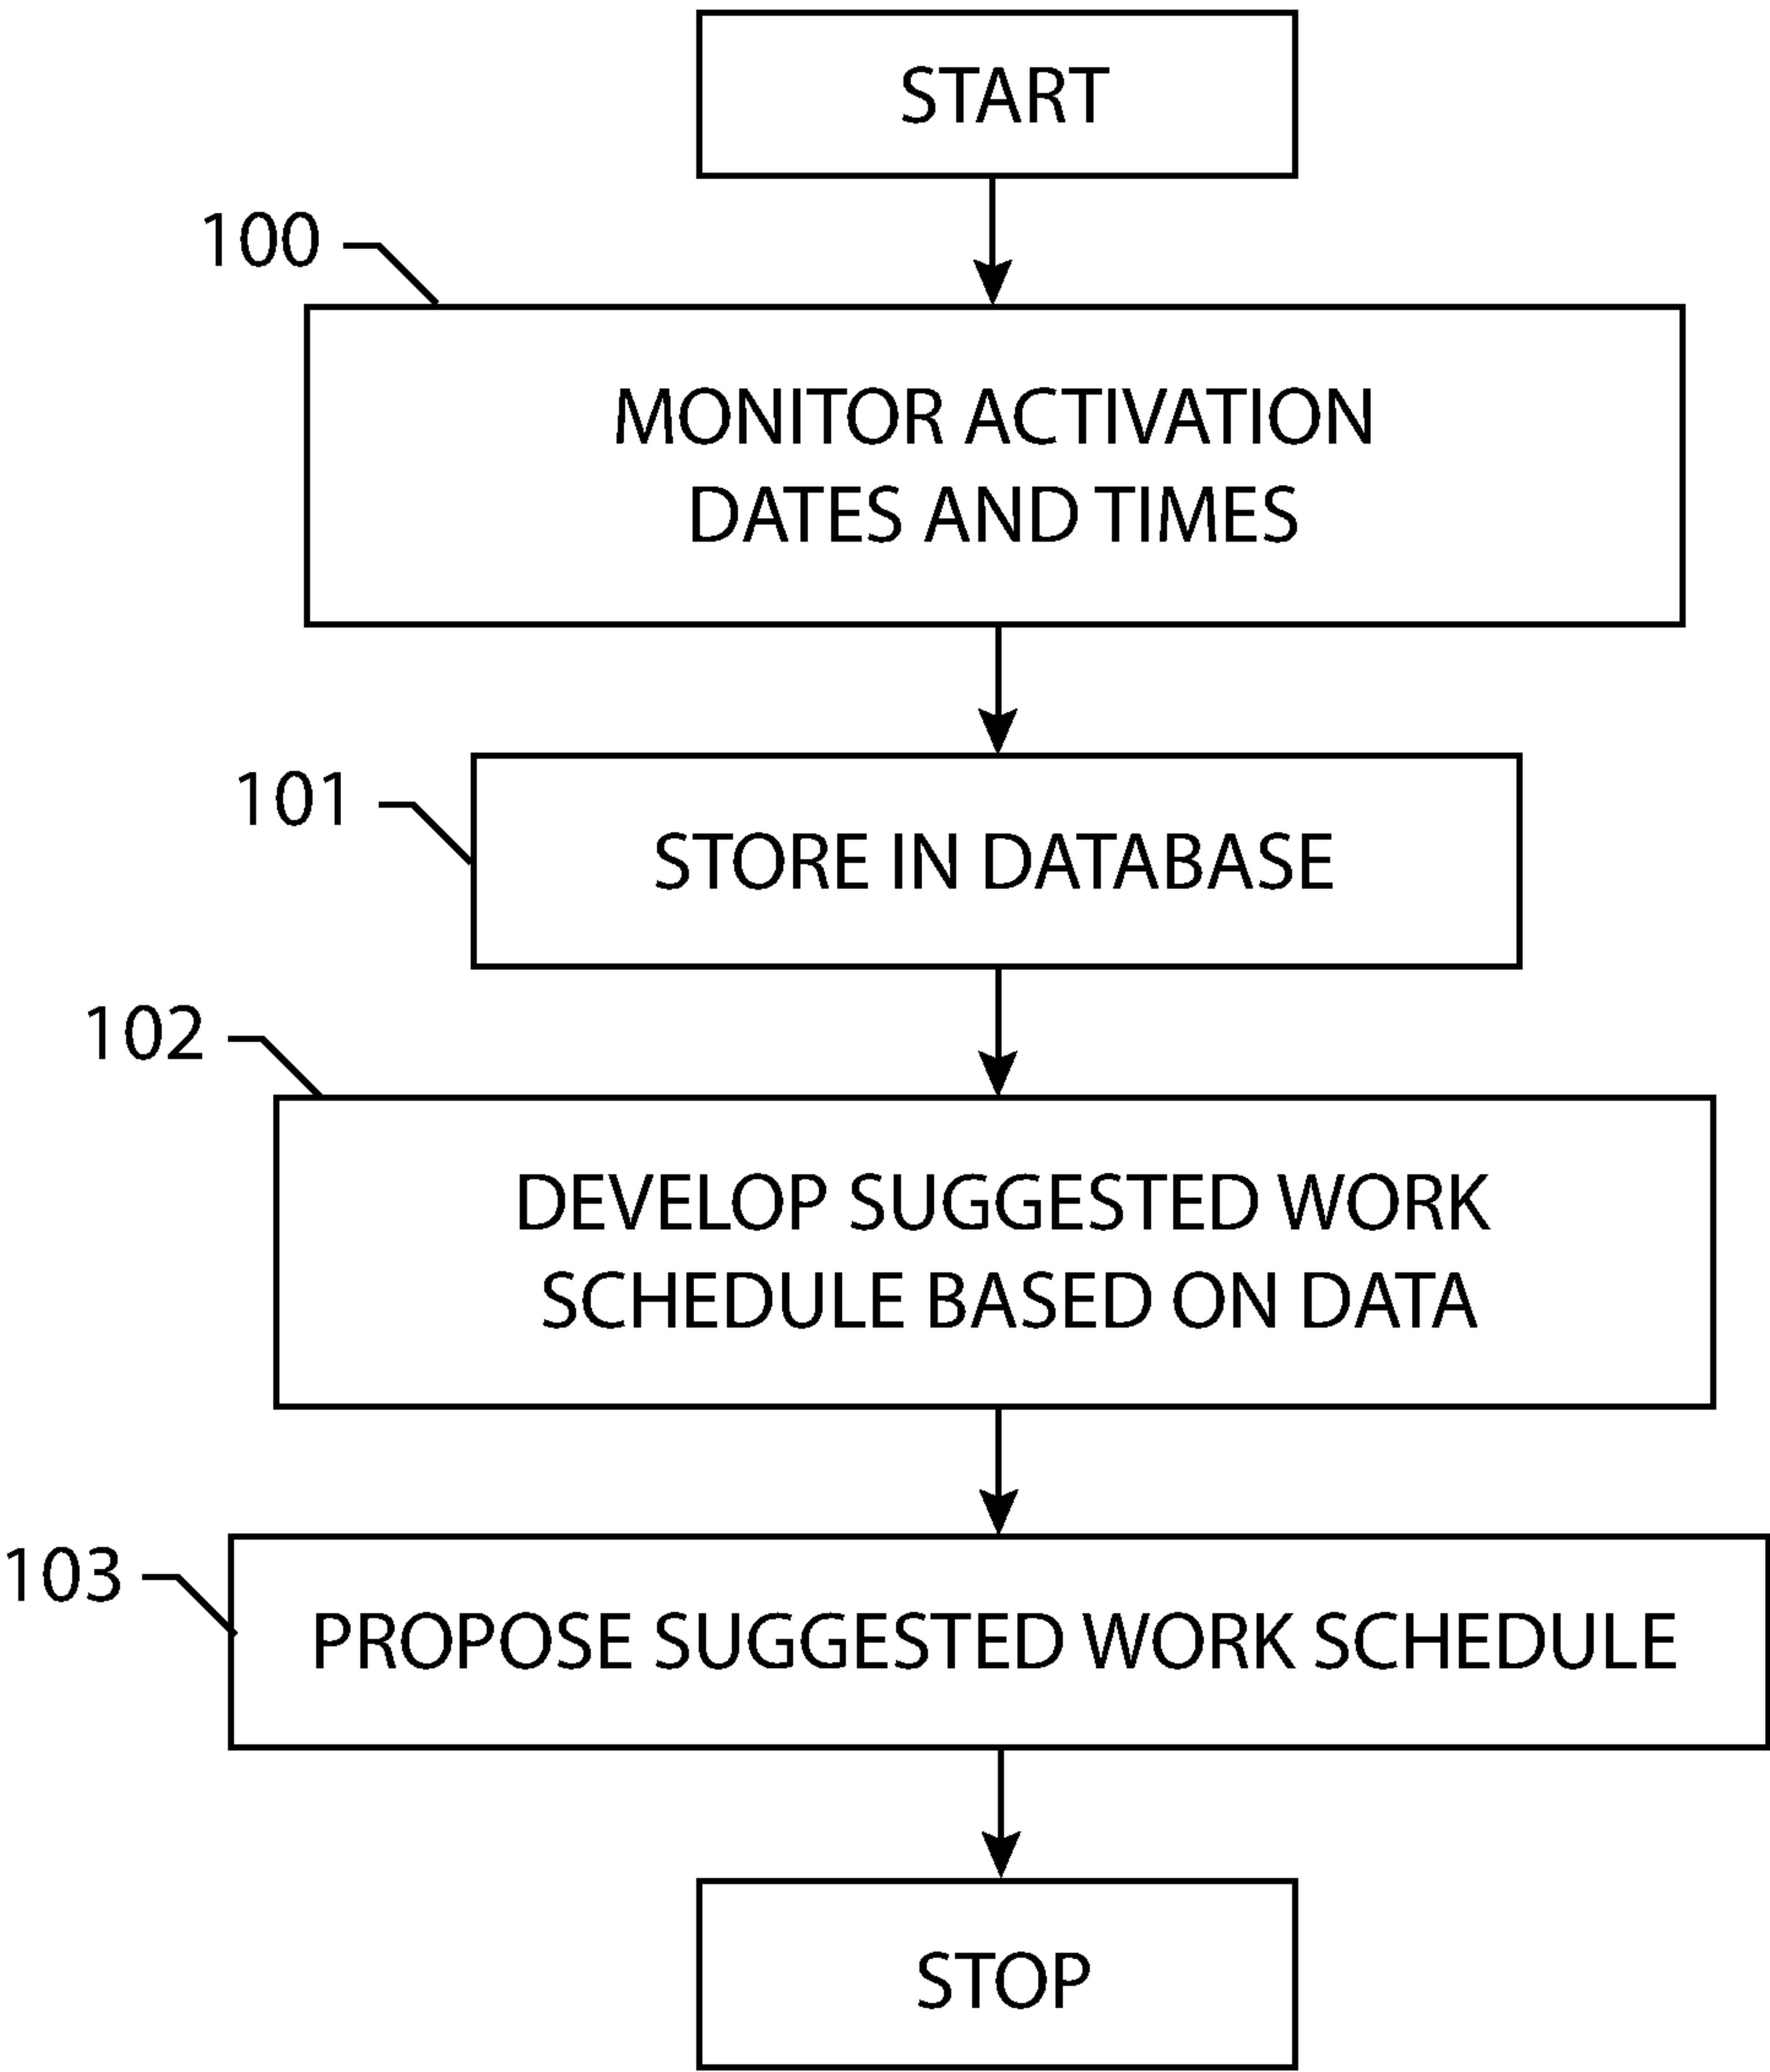 START
100
MONITOR ACTIVATION
DATES AND TIMES
101
STORE IN DATABASE
102
DEVELOP SUGGESTED WORK
SCHEDULE BASED ON DATA
103
PROPOSE SUGGESTED WORK SCHEDULE
STOP